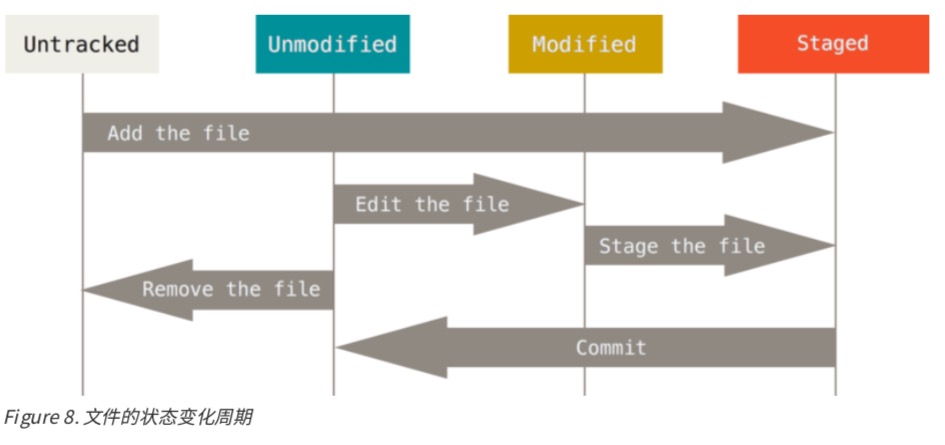 Untracked
Unmodified
Modified
Staged
Add the file
Edit the file
Stage the file
Remove the file
Commit
Figure 8. 文件的状态变化周期